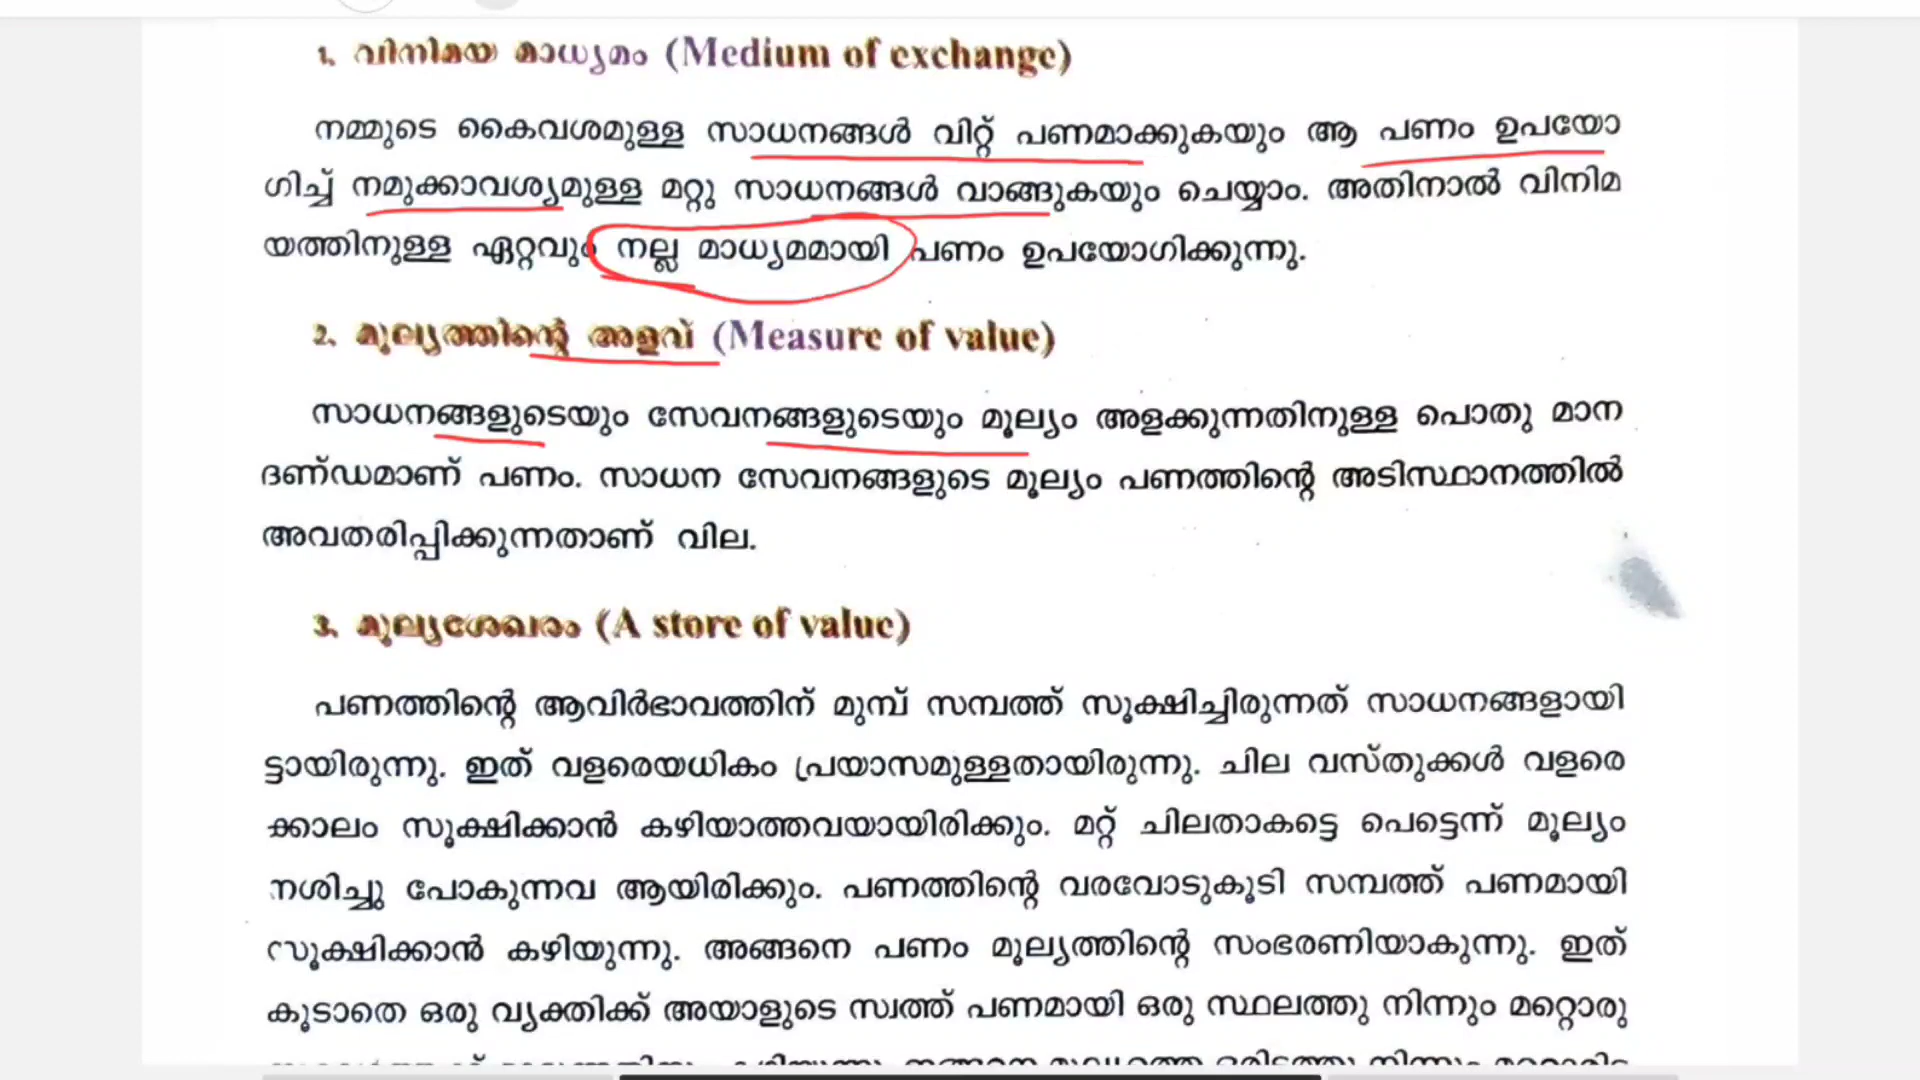 1. വിനിമയ മാധ്യമം (Medium of exchange)
നമ്മുടെ കൈവശമുള്ള സാധനങ്ങൾ വിറ്റ് പണമാക്കുകയും ആ പണം ഉപയോ
ഗിച്ച് നമുക്കാവശ്യമുള്ള മറ്റു സാധനങ്ങൾ വാങ്ങുകയും ചെയ്യാം. അതിനാൽ വിനിമ
യത്തിനുള്ള ഏറ്റവും നല്ല മാധ്യമമായി പണം ഉപയോഗിക്കുന്നു.
2. മൂല്യത്തിന്റെ അളവ് (Measure of value)
സാധനങ്ങളുടെയും സേവനങ്ങളുടെയും മൂല്യം അളക്കുന്നതിനുള്ള പൊതു മാന
ദണ്ഡമാണ് പണം. സാധന സേവനങ്ങളുടെ മൂല്യം പണത്തിന്റെ അടിസ്ഥാനത്തിൽ
അവതരിപ്പിക്കുന്നതാണ് വില.
3. മൂല്യശേഖരം (A store of value)
പണത്തിന്റെ ആവിർഭാവത്തിന് മുമ്പ് സമ്പത്ത് സൂക്ഷിച്ചിരുന്നത് സാധനങ്ങളായി
ട്ടായിരുന്നു. ഇത് വളരെയധികം പ്രയാസമുള്ളതായിരുന്നു. ചില വസ്തുക്കൾ വളരെ
ക്കാലം സൂക്ഷിക്കാൻ കഴിയാത്തവയായിരിക്കും. മറ്റ് ചിലതാകട്ടെ പെട്ടെന്ന് മൂല്യം
നശിച്ചു പോകുന്നവ ആയിരിക്കും. പണത്തിന്റെ വരവോടുകൂടി സമ്പത്ത് പണമായി
സൂക്ഷിക്കാൻ കഴിയുന്നു. അങ്ങനെ പണം മൂല്യത്തിന്റെ സംഭരണിയാകുന്നു. ഇത്
കൂടാതെ ഒരു വ്യക്തിക്ക് അയാളുടെ സ്വത്ത് പണമായി ഒരു സ്ഥലത്തു നിന്നും മറ്റൊരു